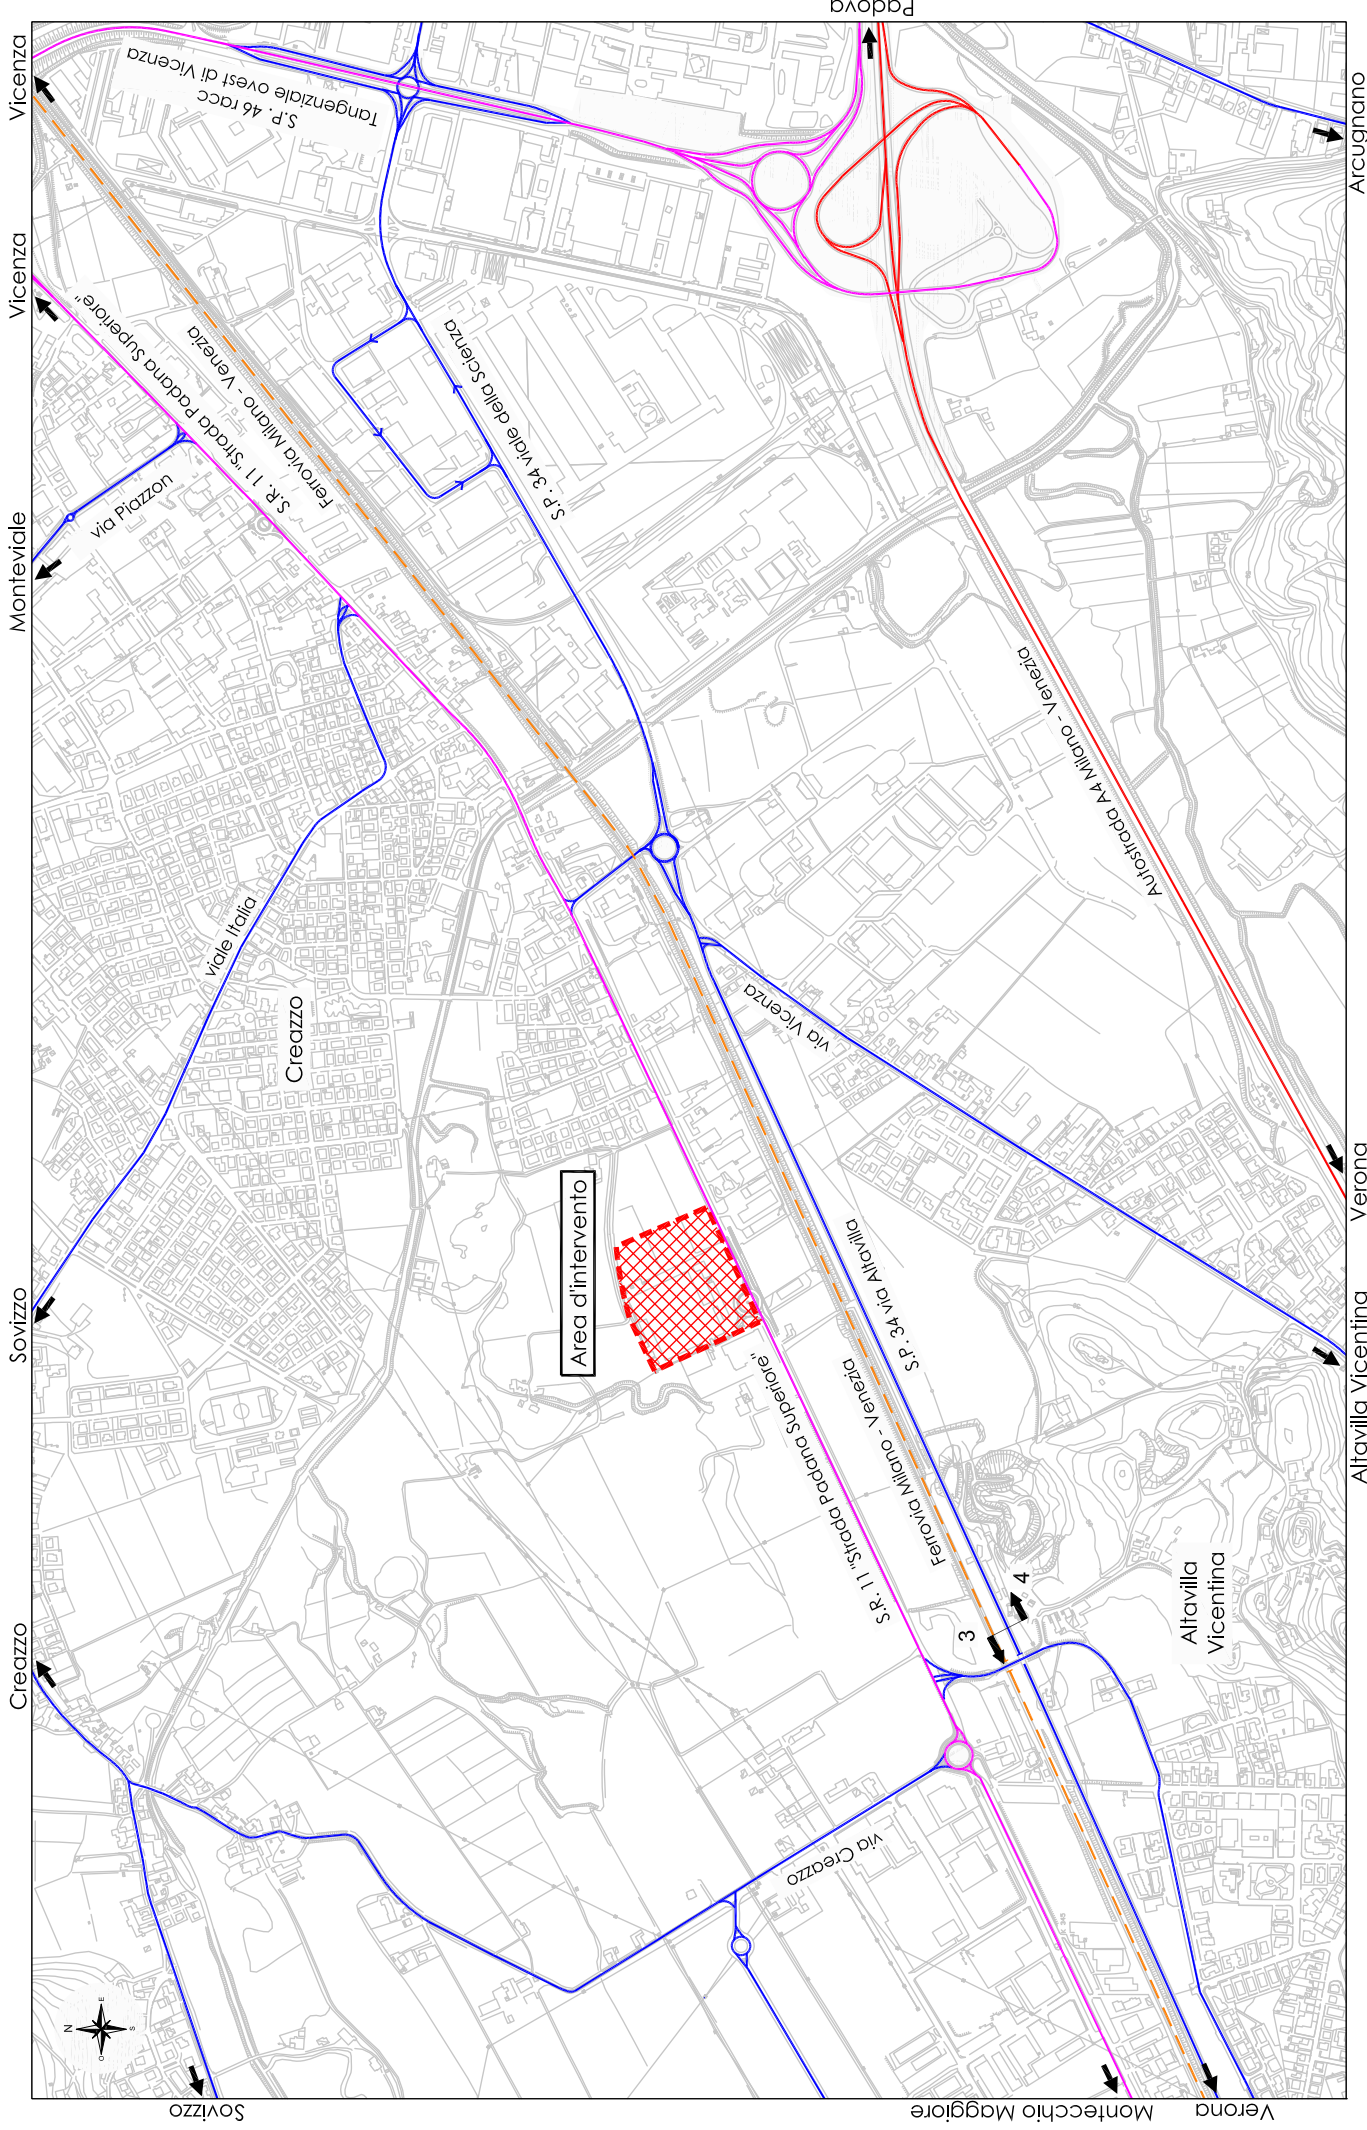 Vicenza
Vicenza
Monteviale
Sovizzo
Creazzo
Padova
Arcugnano
Verona
Altavilla Vicentina
Sovizzo
Montecchio Maggiore
Verona
Tangenziale ovest di Vicenza
S.P. 46 racc
S.R. 11 "Strada Padana Superiore"
Ferrovia Milano - Venezia
S.P. 34 viale della Scienza
via Piazzon
viale Italia
Creazzo
Autostrada A4 Milano - Venezia
via Vicenza
Area d'intervento
S.P. 34 via Altavilla
Ferrovia Milano - Venezia
S.R. 11 "Strada Padana Superiore"
3
4
Altavilla
Vicentina
via Creazzo
N
E
S
O